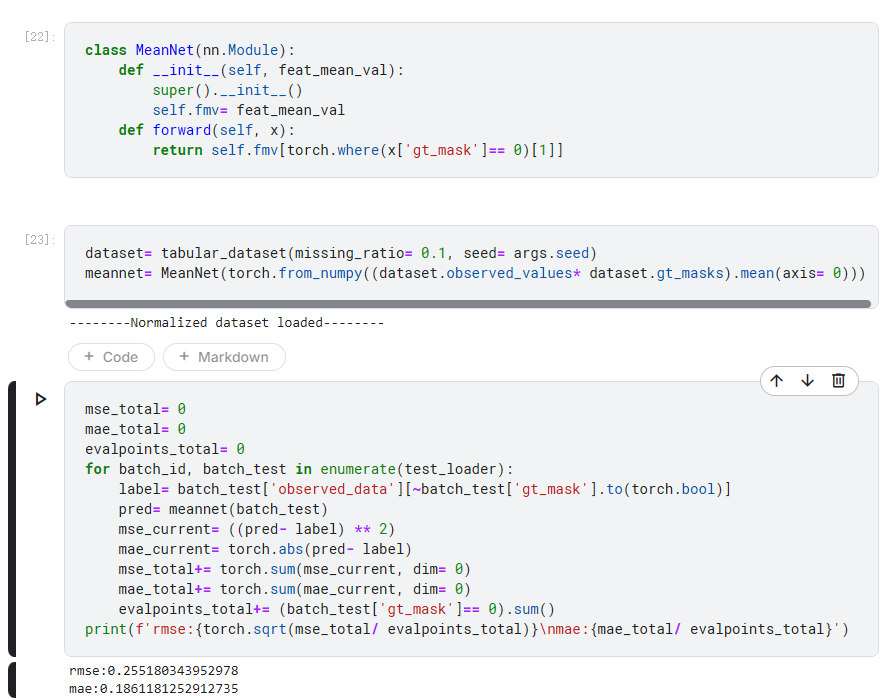 [22]:
class MeanNet(nn.Module):
    def __init__(self, feat_mean_val):
        super().__init__()
        self.fmv= feat_mean_val
    def forward(self, x):
        return self.fmv[torch.where(x['gt_mask']== 0)[1]]
[23]:
dataset= tabular_dataset(missing_ratio= 0.1, seed= args.seed)
meannet= MeanNet(torch.from_numpy((dataset.observed_values* dataset.gt_masks).mean(axis= 0)))
--------Normalized dataset loaded--------
+ Code + Markdown
mse_total= 0
mae_total= 0
evalpoints_total= 0
for batch_id, batch_test in enumerate(test_loader):
    label= batch_test['observed_data'][~batch_test['gt_mask'].to(torch.bool)]
    pred= meannet(batch_test)
    mse_current= ((pred- label) ** 2)
    mae_current= torch.abs(pred- label)
    mse_total+= torch.sum(mse_current, dim= 0)
    mae_total+= torch.sum(mae_current, dim= 0)
    evalpoints_total+= (batch_test['gt_mask']== 0).sum()
print(f'rmse:{torch.sqrt(mse_total/ evalpoints_total)}\nmae:{mae_total/ evalpoints_total}')
rmse:0.255180343952978
mae:0.1861181252912735